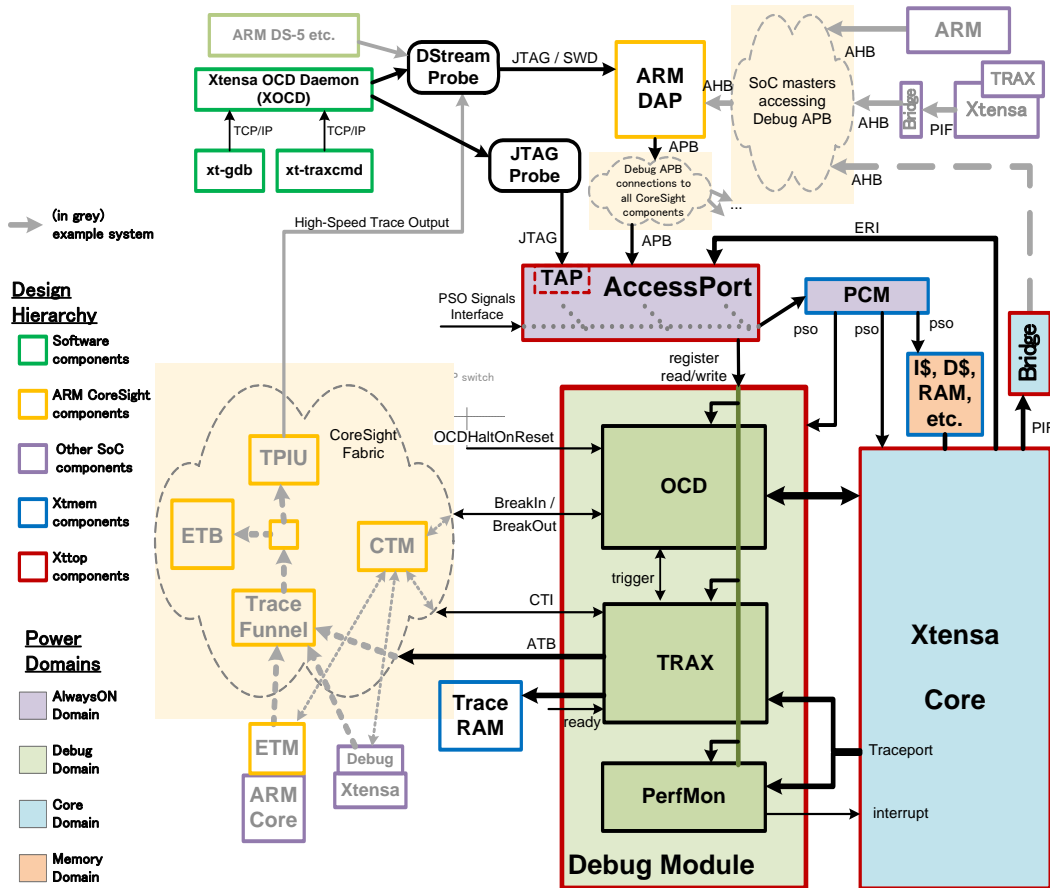 ARM DS-5 etc.
Xtensa OCD Daemon
(XOCD)
TCP/IP
TCP/IP
xt-gdb
xt-traxcmd
DStream
Probe
JTAG / SWD
JTAG
Probe
ARM
DAP
AHB
SoC masters
accessing
Debug APB
AHB
ARM
TRAX
Xtensa
Bridge
PIF
AHB
AHB
APB
Debug APB
connections to
all CoreSight
components
...
(in grey)
example system
High-Speed Trace Output
JTAG
APB
ERI
TAP
AccessPort
PSO Signals
Interface
PCM
pso
pso
pso
I$, D$,
RAM,
etc.
Bridge
PIF
register
read/write
Design
Hierarchy
Software
components
ARM CoreSight
components
Other SoC
components
Xtmem
components
Xttop
components
Power
Domains
AlwaysON
Domain
Debug
Domain
Core
Domain
Memory
Domain
P switch
CoreSight
Fabric
TPIU
ETB
CTM
Trace
Funnel
ETM
ARM
Core
Debug
Xtensa
OCDHaltOnReset
BreakIn /
BreakOut
trigger
CTI
ATB
Trace
RAM
ready
OCD
TRAX
PerfMon
Debug Module
Xtensa
Core
Traceport
interrupt